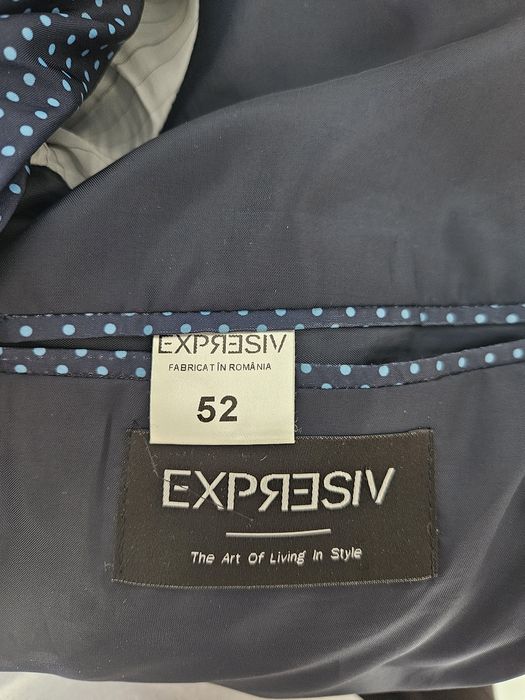 EXPRESIV
FABRICAT ÎN ROMÂNIA
52
EXPRESIV
The Art Of Living In Style